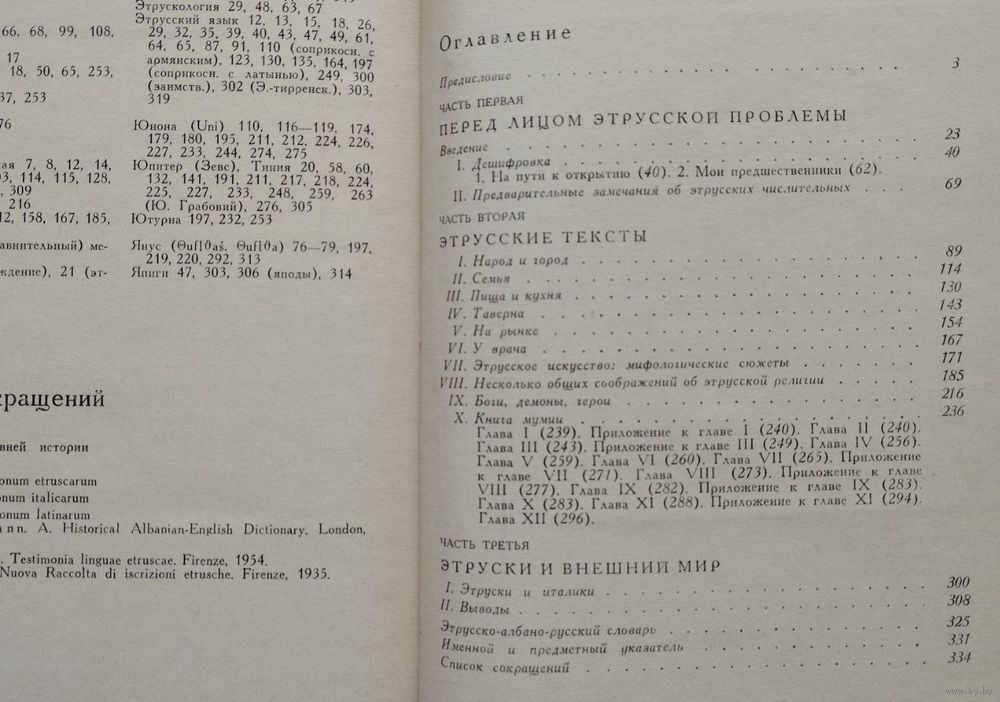 Этрускология 29, 48, 63, 67
Этрусский язык 12, 13, 15, 18, 26,
29, 32, 35, 39, 40, 43, 47, 49, 61,
64, 65, 87, 91, 110 (соприкосн. с
армянским), 123, 130, 135, 164, 197
(соприкосн. с латынью), 249, 300
(заимств.), 302 (Э.-тирренск.), 303,
319
66, 68, 99, 108,
17
18, 50, 65, 253,
37, 253
76
Юнона (Uni) 110, 116—119, 174,
179, 180, 195, 211, 212, 224, 226,
227, 233, 244, 274, 275
Юпитер (Зевс), Тиния 20, 58, 60,
132, 141, 191, 211, 217, 218, 224,
225, 227, 233, 248, 259, 263
(Ю. Грабовий), 276, 305
Ютурна 197, 232, 253
ая 7, 8, 12, 14,
93, 114, 115, 128,
, 309
216
12, 158, 167, 185,
авнительный) ме-
ждение), 21 (эт-
Янус (Θuflθaś, Θuflθa) 76—79, 197,
219, 220, 292, 313
Япиги 47, 303, 306 (яподы), 314
кращений
вней истории
onum etruscarum
onum italicarum
onum latinarum
nn. A. Historical Albanian-English Dictionary. London,
. Testimonia linguae etruscae. Firenze, 1954.
Nuova Raccolta di iscrizioni etrusche. Firenze, 1935.
Оглавление
Предисловие . . . 3
ЧАСТЬ ПЕРВАЯ
ПЕРЕД ЛИЦОМ ЭТРУССКОЙ ПРОБЛЕМЫ
Введение . . . 23
I. Дешифровка . . . 40
1. На пути к открытию (40). 2. Мои предшественники (62).
II. Предварительные замечания об этрусских числительных . . . 69
ЧАСТЬ ВТОРАЯ
ЭТРУССКИЕ ТЕКСТЫ
I. Народ и город . . . 89
II. Семья . . . 114
III. Пища и кухня . . . 130
IV. Таверна . . . 143
V. На рынке . . . 154
VI. У врача . . . 167
VII. Этрусское искусство: мифологические сюжеты . . . 171
VIII. Несколько общих соображений об этрусской религии . . . 185
IX. Боги, демоны, герои . . . 216
X. Книга мумии . . . 236
Глава I (239). Приложение к главе I (240). Глава II (240).
Глава III (243). Приложение к главе III (249). Глава IV (256).
Глава V (259). Глава VI (260). Глава VII (265). Приложение
к главе VII (271). Глава VIII (273). Приложение к главе
VIII (277). Глава IX (282). Приложение к главе IX (283).
Глава X (283). Глава XI (288). Приложение к главе XI (294).
Глава XII (296).
ЧАСТЬ ТРЕТЬЯ
ЭТРУСКИ И ВНЕШНИЙ МИР
I. Этруски и италики . . . 300
II. Выводы . . . 308
Этрусско-албано-русский словарь . . . 325
Именной и предметный указатель . . . 331
Список сокращений . . . 334
www.ay.by